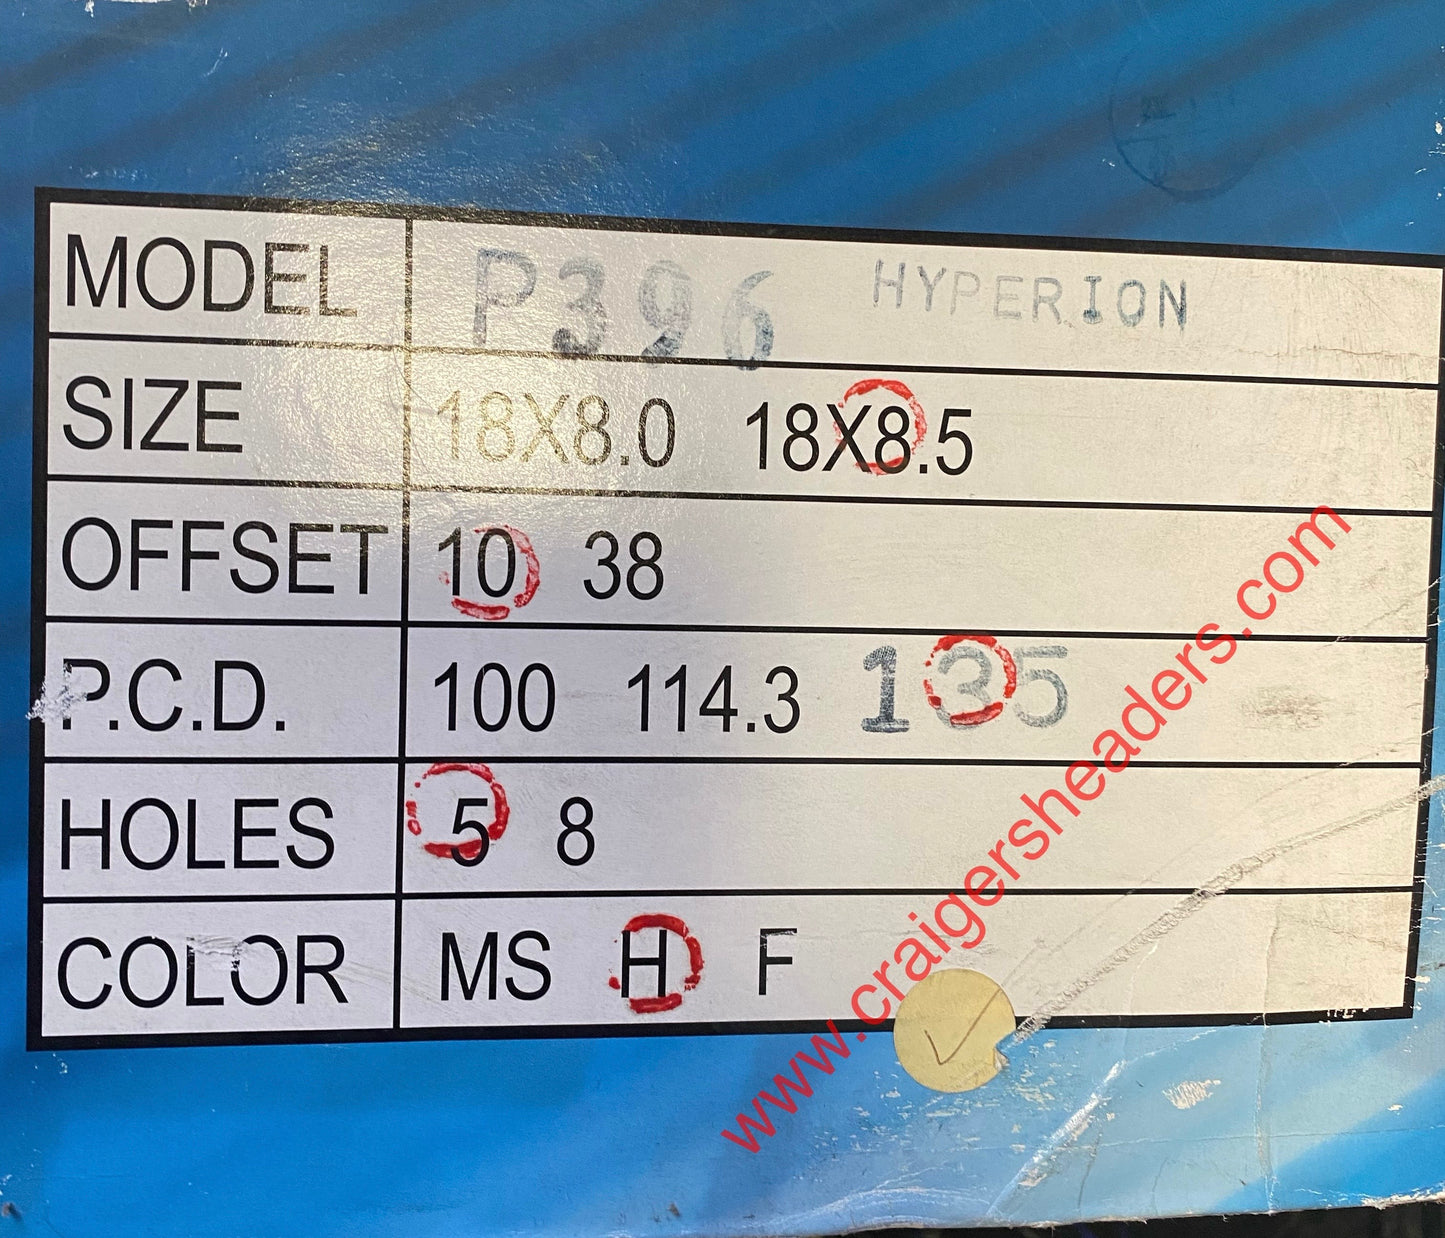 MODEL P396 HYPERION
SIZE 18X8.0 18X8.5
OFFSET 10 38
P.C.D. 100 114.3 135
HOLES 5 8
COLOR MS H F
www.craigersheaders.com